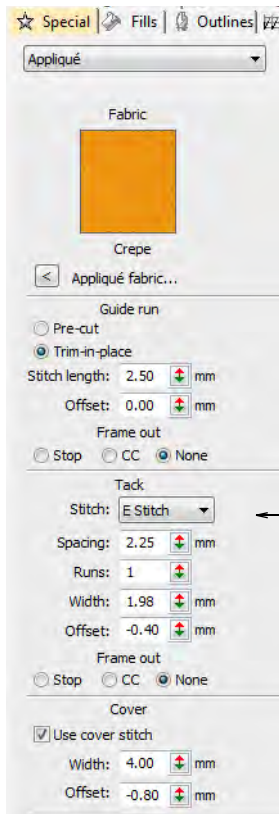 Special Fills Outlines
Appliqué
Fabric
Crepe
< Appliqué fabric...
Guide run
Pre-cut
Trim-in-place
Stitch length: 2.50 mm
Offset: 0.00 mm
Frame out
Stop CC None
Tack
Stitch: E Stitch
Spacing: 2.25 mm
Runs: 1
Width: 1.98 mm
Offset: -0.40 mm
Frame out
Stop CC None
Cover
Use cover stitch
Width: 4.00 mm
Offset: -0.80 mm